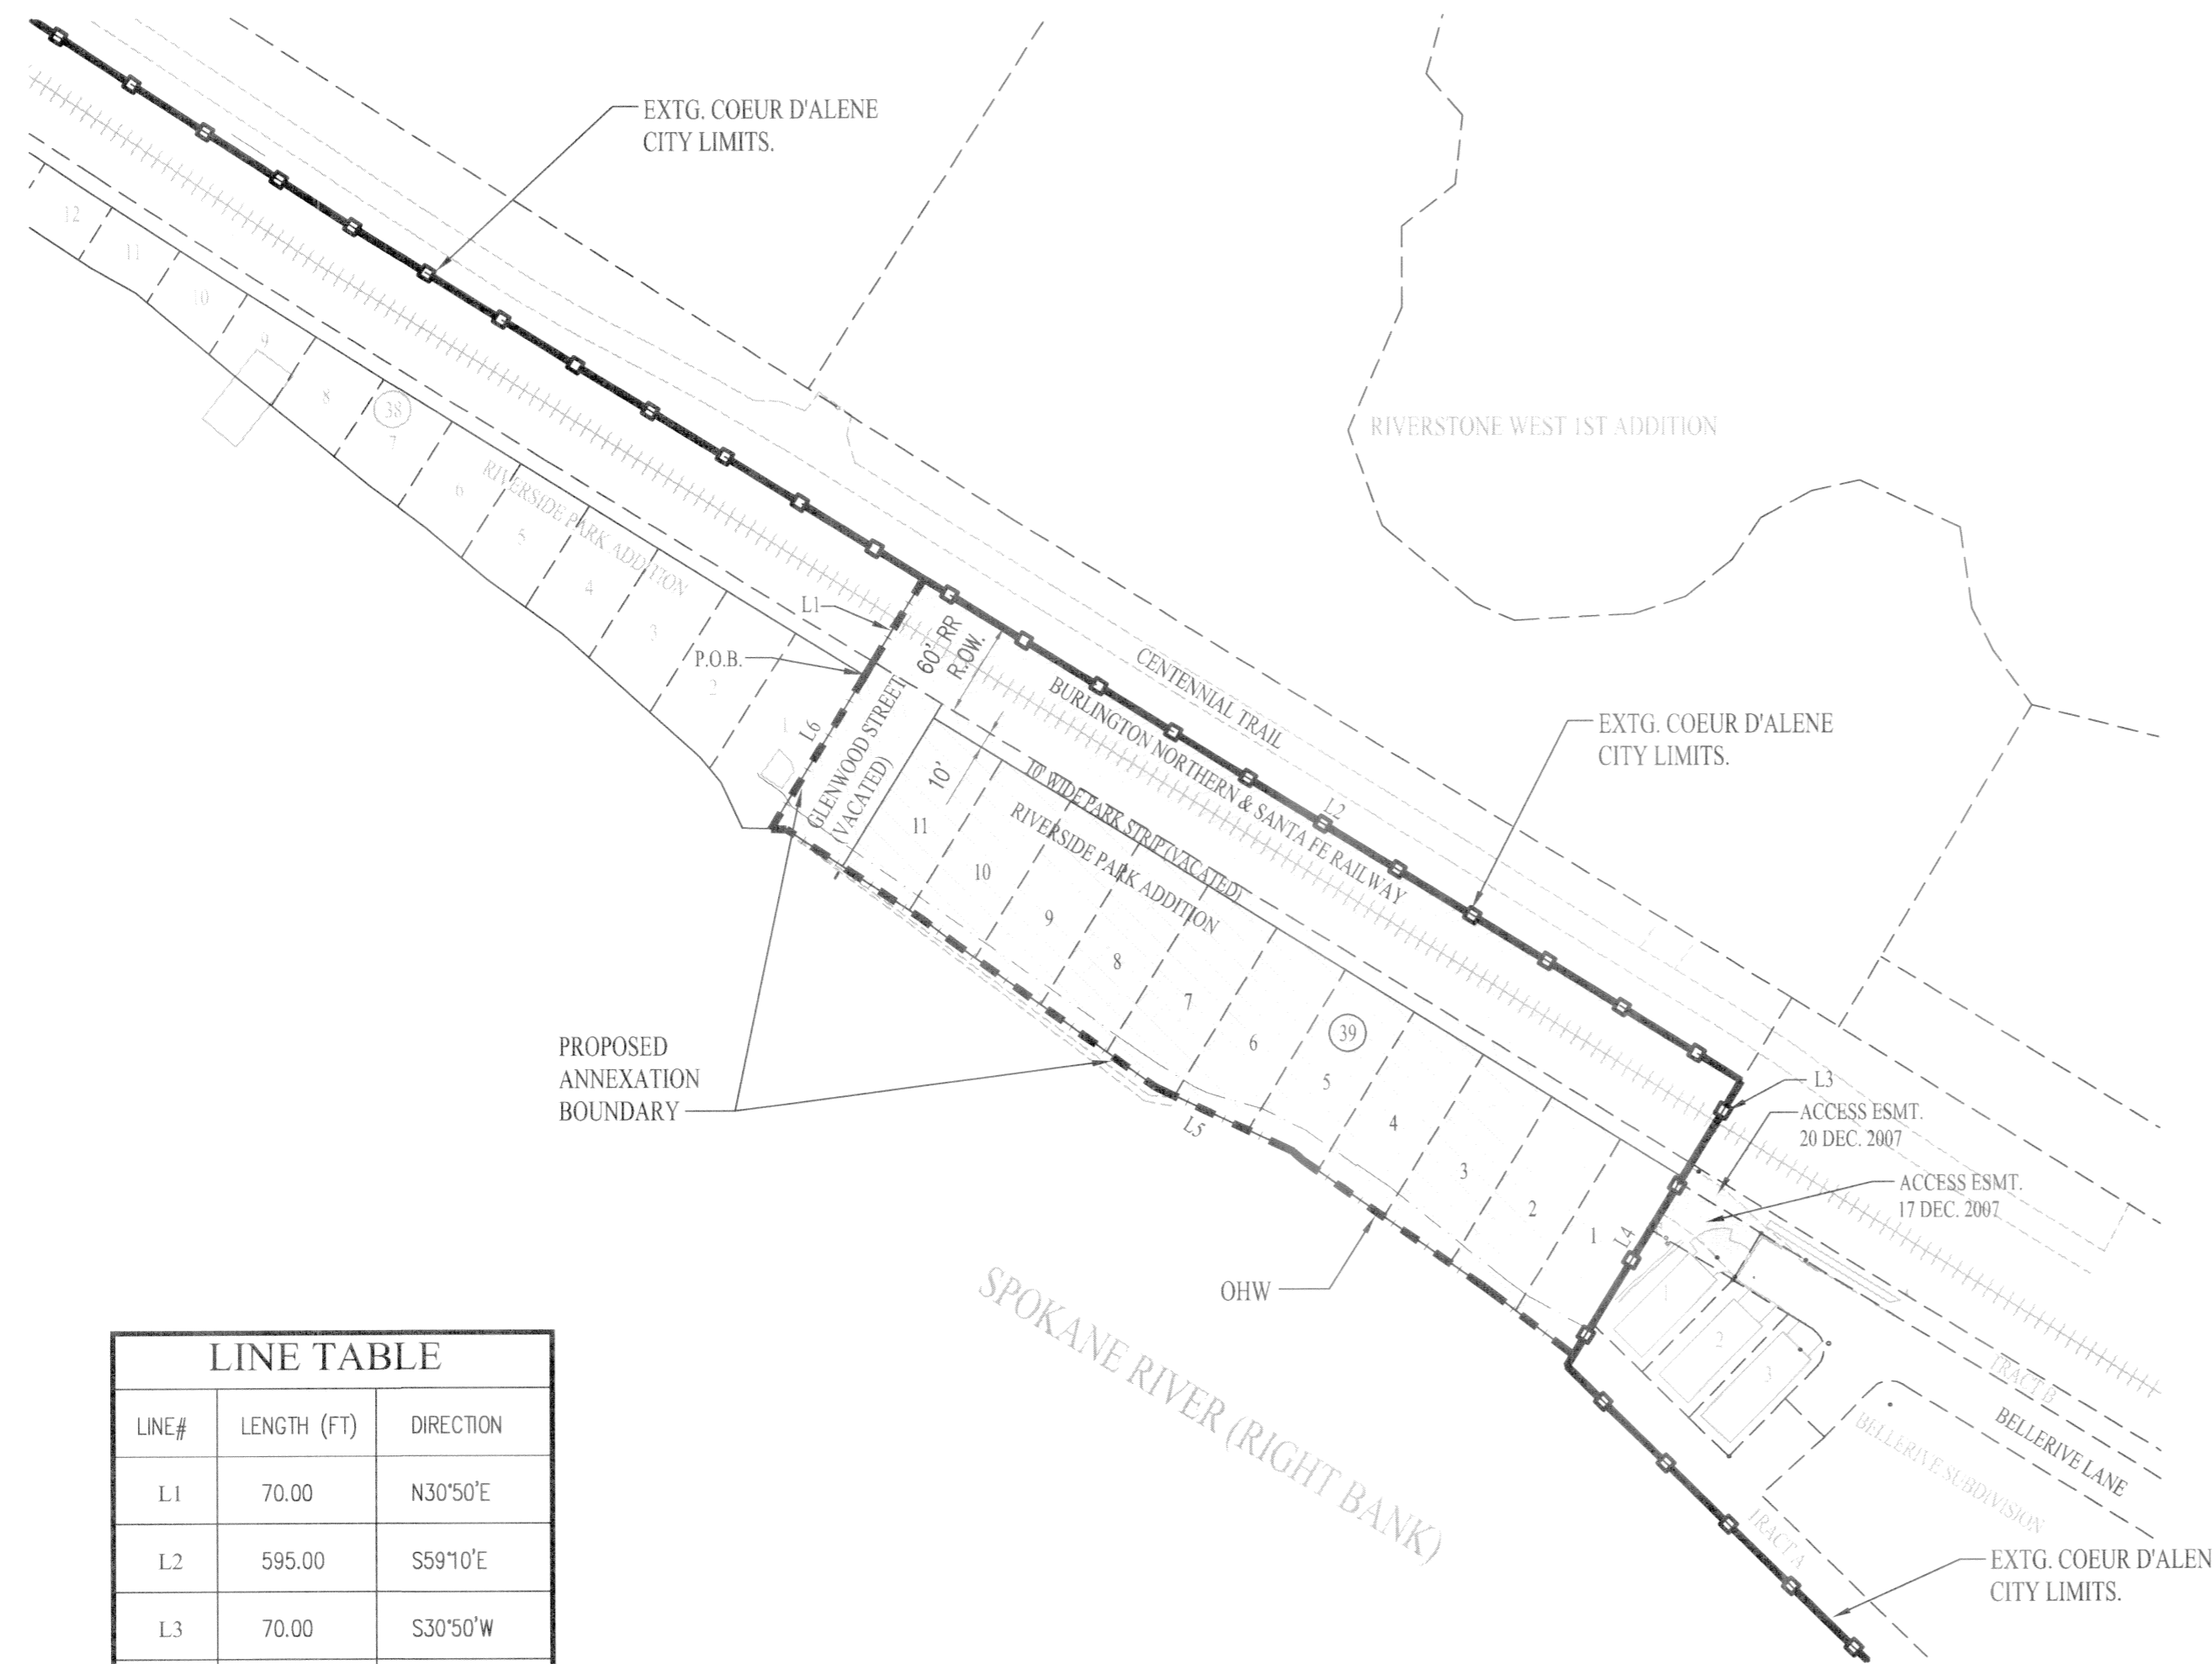 EXTG. COEUR D'ALENE
CITY LIMITS.
12
11
10
9
8
38
7
6
5
4
3
2
1
RIVERSIDE PARK ADDITION
RIVERSTONE WEST 1ST ADDITION
L1
P.O.B.
L6
60' RR
R.OW.
GLENWOOD STREET
(VACATED)
10'
CENTENNIAL TRAIL
BURLINGTON NORTHERN & SANTA FE RAILWAY
L2
10' WIDE PARK STRIP (VACATED)
RIVERSIDE PARK ADDITION
EXTG. COEUR D'ALENE
CITY LIMITS.
11
10
9
8
7
6
39
5
4
3
2
1
PROPOSED
ANNEXATION
BOUNDARY
L5
L3
ACCESS ESMT.
20 DEC. 2007
ACCESS ESMT.
17 DEC. 2007
L4
OHW
1
2
3
SPOKANE RIVER (RIGHT BANK)
TRACT B
BELLERIVE LANE
BELLERIVE SUBDIVISION
TRACT A
EXTG. COEUR D'ALEN
CITY LIMITS.
LINE TABLE
LINE# LENGTH (FT) DIRECTION
L1 70.00 N30°50'E
L2 595.00 S59°10'E
L3 70.00 S30°50'W